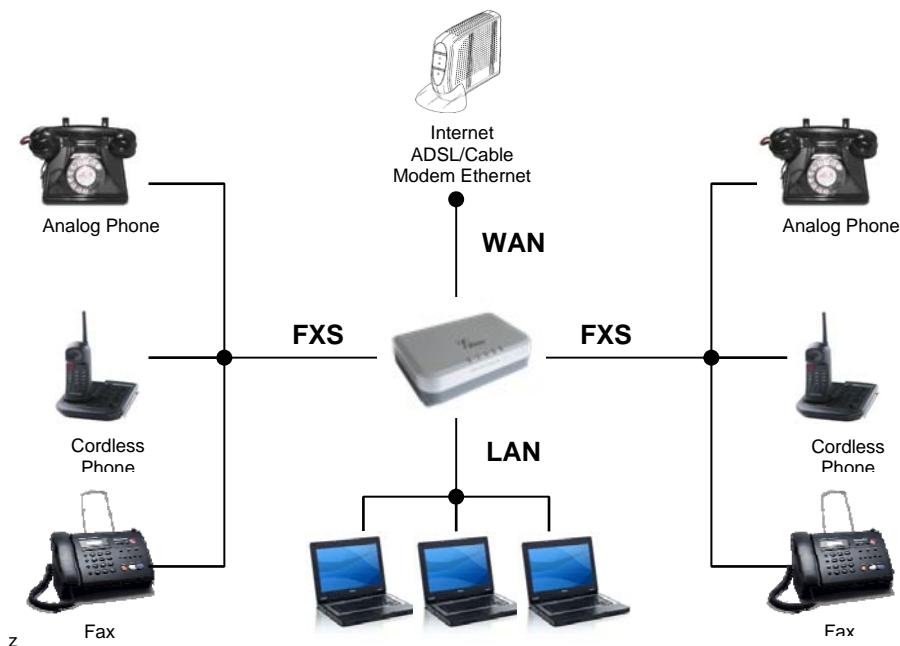 Internet
ADSL/Cable
Modem Ethernet
Analog Phone
Analog Phone
WAN
FXS
FXS
Cordless
Phone
LAN
Cordless
Phone
Fax
Fax
z